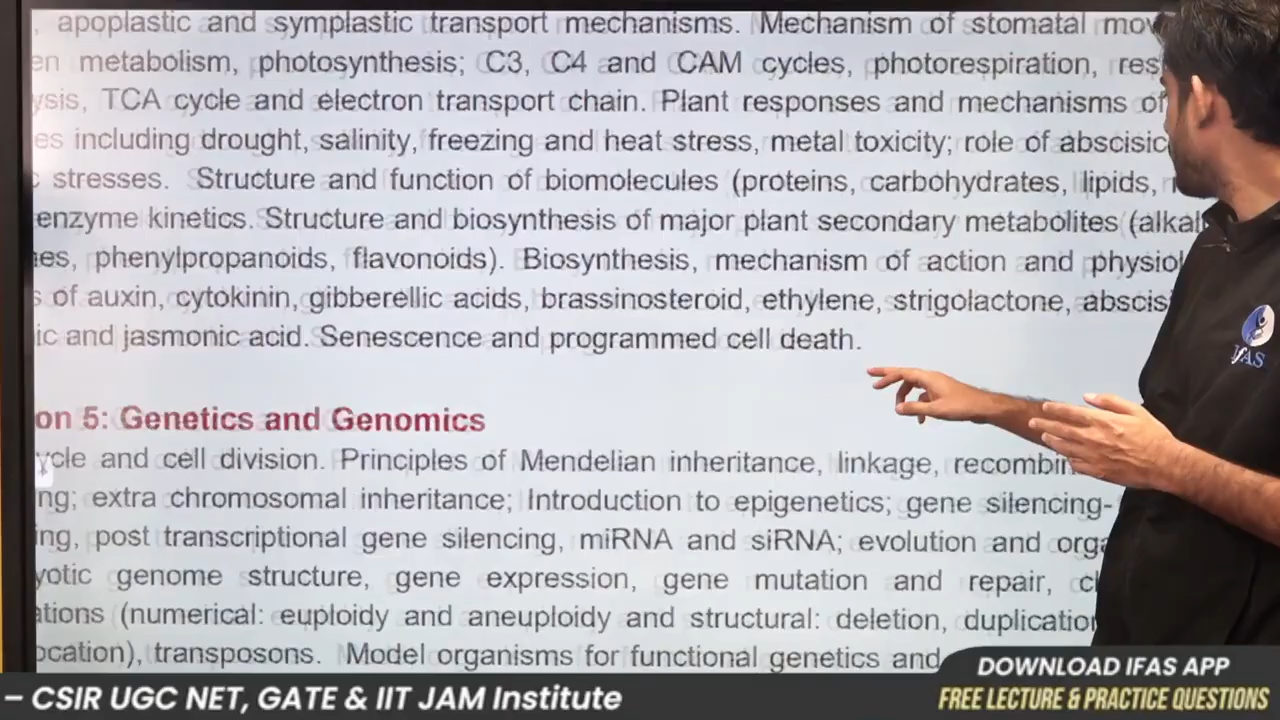 , apoplastic and symplastic transport mechanisms. Mechanism of stomatal mov
en metabolism, photosynthesis; C3, C4 and CAM cycles, photorespiration, res
ysis, TCA cycle and electron transport chain. Plant responses and mechanisms of
es including drought, salinity, freezing and heat stress, metal toxicity; role of abscisic
stresses. Structure and function of biomolecules (proteins, carbohydrates, lipids,
enzyme kinetics. Structure and biosynthesis of major plant secondary metabolites (alkal
nes, phenylpropanoids, flavonoids). Biosynthesis, mechanism of action and physiol
s of auxin, cytokinin, gibberellic acids, brassinosteroid, ethylene, strigolactone, abscis
ic and jasmonic acid. Senescence and programmed cell death.
on 5: Genetics and Genomics
ycle and cell division. Principles of Mendelian inheritance, linkage, recombin
ng; extra chromosomal inheritance; Introduction to epigenetics; gene silencing-
ing, post transcriptional gene silencing, miRNA and siRNA; evolution and orga
yotic genome structure, gene expression, gene mutation and repair, ch
ations (numerical: euploidy and aneuploidy and structural: deletion, duplication
ocation), transposons. Model organisms for functional genetics and
IFAS
DOWNLOAD IFAS APP
– CSIR UGC NET, GATE & IIT JAM Institute
FREE LECTURE & PRACTICE QUESTIONS